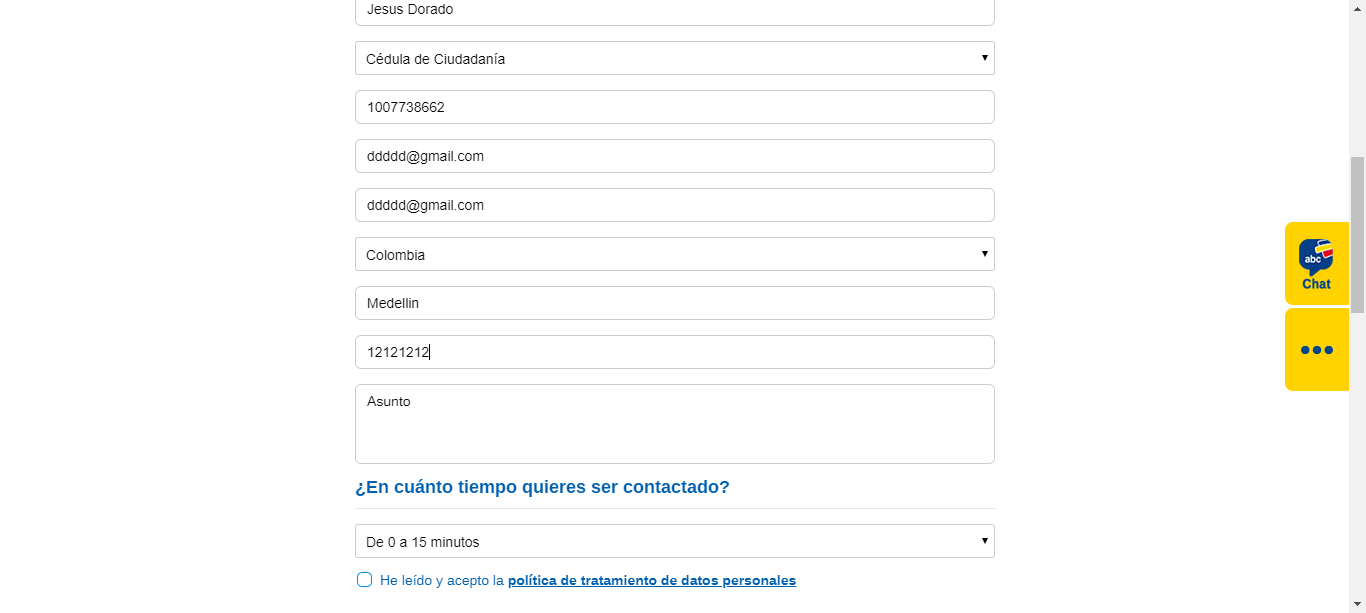 Jesus Dorado
Cédula de Ciudadanía
1007738662
ddddd@gmail.com
ddddd@gmail.com
Colombia
Medellin
12121212
Asunto
¿En cuánto tiempo quieres ser contactado?
De 0 a 15 minutos
He leído y acepto la política de tratamiento de datos personales
abc
Chat